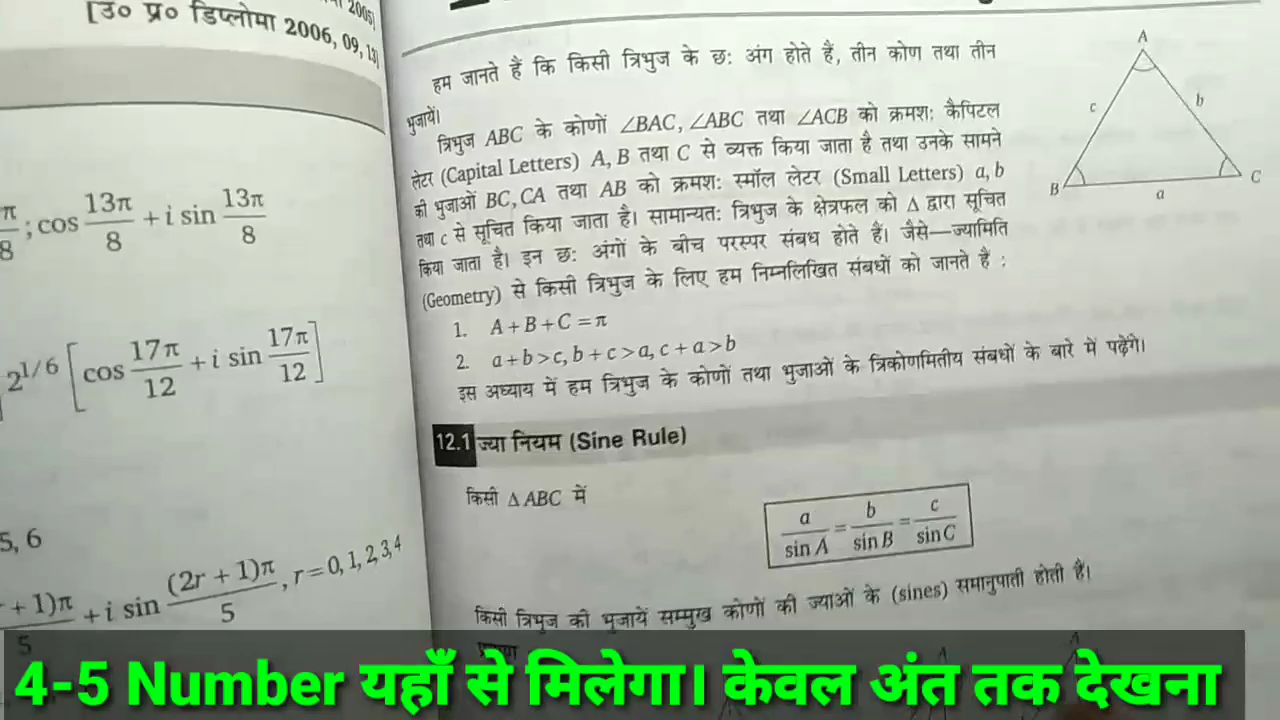 2005]
[उ० प्र० डिप्लोमा 2006, 09, 13]
π/8 ; cos 13π/8 + i sin 13π/8
2^1/6 [cos 17π/12 + i sin 17π/12]
5, 6
+ 1)π/5 + i sin (2r + 1)π/5, r = 0, 1, 2, 3, 4
हम जानते हैं कि किसी त्रिभुज के छः अंग होते हैं, तीन कोण तथा तीन
भुजायें।
त्रिभुज ABC के कोणों ∠BAC, ∠ABC तथा ∠ACB को क्रमशः कैपिटल
लेटर (Capital Letters) A, B तथा C से व्यक्त किया जाता है तथा उनके सामने
की भुजाओं BC, CA तथा AB को क्रमशः स्मॉल लेटर (Small Letters) a, b
तथा c से सूचित किया जाता है। सामान्यतः त्रिभुज के क्षेत्रफल को Δ द्वारा सूचित
किया जाता है। इन छः अंगों के बीच परस्पर संबध होते हैं। जैसे—ज्यामिति
(Geometry) से किसी त्रिभुज के लिए हम निम्नलिखित संबधों को जानते हैं :
1. A + B + C = π
2. a + b > c, b + c > a, c + a > b
इस अध्याय में हम त्रिभुज के कोणों तथा भुजाओं के त्रिकोणमितीय संबधों के बारे में पढ़ेंगे।
A
c
b
B
C
a
12.1 ज्या नियम (Sine Rule)
किसी Δ ABC में
a/sin A = b/sin B = c/sin C
किसी त्रिभुज की भुजायें सम्मुख कोणों की ज्याओं के (sines) समानुपाती होती हैं।
A
A
4-5 Number यहाँ से मिलेगा। केवल अंत तक देखना